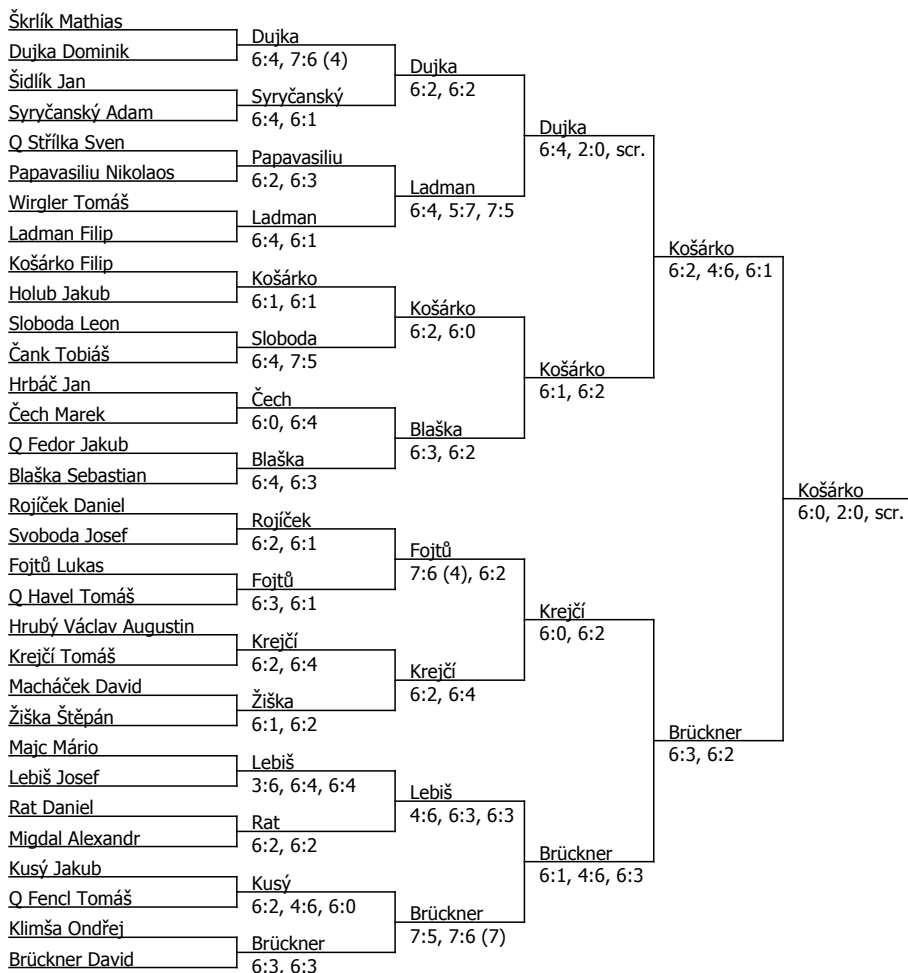 Škrlík Mathias
Dujka Dominik
Šidlík Jan
Syryčanský Adam
Q Střílka Sven
Papavasiliu Nikolaos
Wirgler Tomáš
Ladman Filip
Košárko Filip
Holub Jakub
Sloboda Leon
Čank Tobiáš
Hrbáč Jan
Čech Marek
Q Fedor Jakub
Blaška Sebastian
Rojíček Daniel
Svoboda Josef
Fojtů Lukas
Q Havel Tomáš
Hrubý Václav Augustin
Krejčí Tomáš
Macháček David
Žiška Štěpán
Majc Mário
Lebiš Josef
Rat Daniel
Migdal Alexandr
Kusý Jakub
Q Fencl Tomáš
Klimša Ondřej
Brückner David
Dujka
6:4, 7:6 (4)
Syryčanský
6:4, 6:1
Papavasiliu
6:2, 6:3
Ladman
6:4, 6:1
Košárko
6:1, 6:1
Sloboda
6:4, 7:5
Čech
6:0, 6:4
Blaška
6:4, 6:3
Rojíček
6:2, 6:1
Fojtů
6:3, 6:1
Krejčí
6:2, 6:4
Žiška
6:1, 6:2
Lebiš
3:6, 6:4, 6:4
Rat
6:2, 6:2
Kusý
6:2, 4:6, 6:0
Brückner
6:3, 6:3
Dujka
6:2, 6:2
Ladman
6:4, 5:7, 7:5
Košárko
6:2, 6:0
Blaška
6:3, 6:2
Fojtů
7:6 (4), 6:2
Krejčí
6:2, 6:4
Lebiš
4:6, 6:3, 6:3
Brückner
7:5, 7:6 (7)
Dujka
6:4, 2:0, scr.
Košárko
6:1, 6:2
Krejčí
6:0, 6:2
Brückner
6:1, 4:6, 6:3
Košárko
6:2, 4:6, 6:1
Brückner
6:3, 6:2
Košárko
6:0, 2:0, scr.